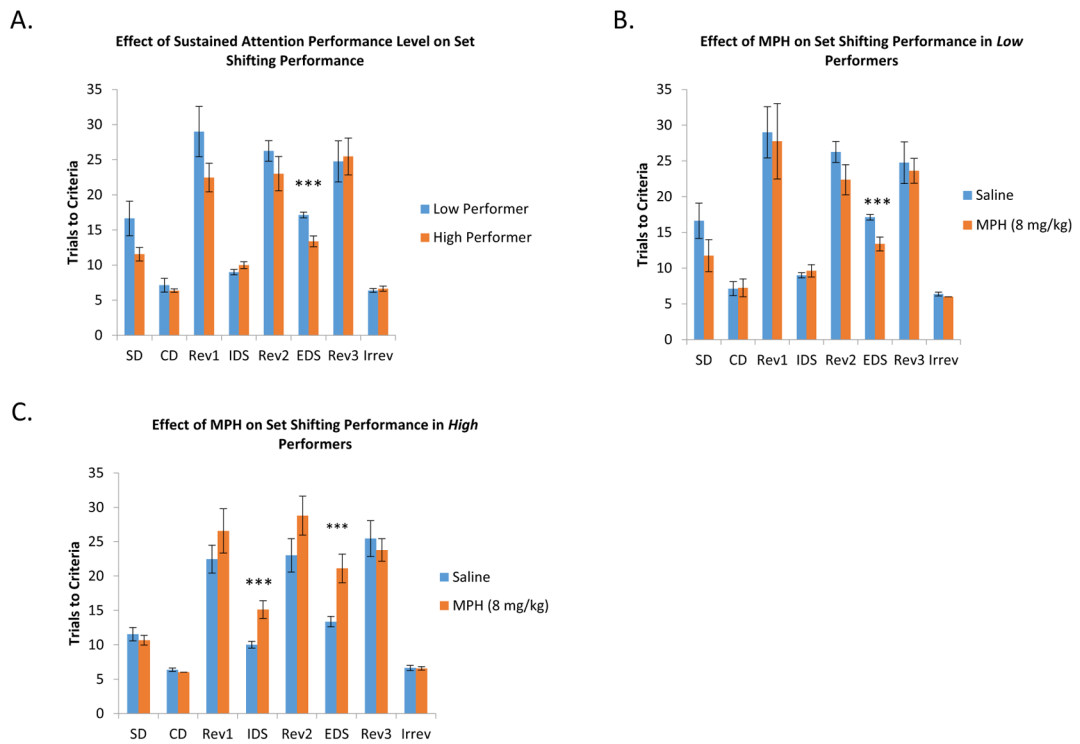 A.
Effect of Sustained Attention Performance Level on Set
Shifting Performance
35
30
25
20
15
10
5
0
Trials to Criteria
***
SD CD Rev1 IDS Rev2 EDS Rev3 Irrev
Low Performer
High Performer
B.
Effect of MPH on Set Shifting Performance in Low
Performers
35
30
25
20
15
10
5
0
Trials to Criteria
***
SD CD Rev1 IDS Rev2 EDS Rev3 Irrev
Saline
MPH (8 mg/kg)
C.
Effect of MPH on Set Shifting Performance in High
Performers
35
30
25
20
15
10
5
0
Trials to Criteria
***
***
SD CD Rev1 IDS Rev2 EDS Rev3 Irrev
Saline
MPH (8 mg/kg)